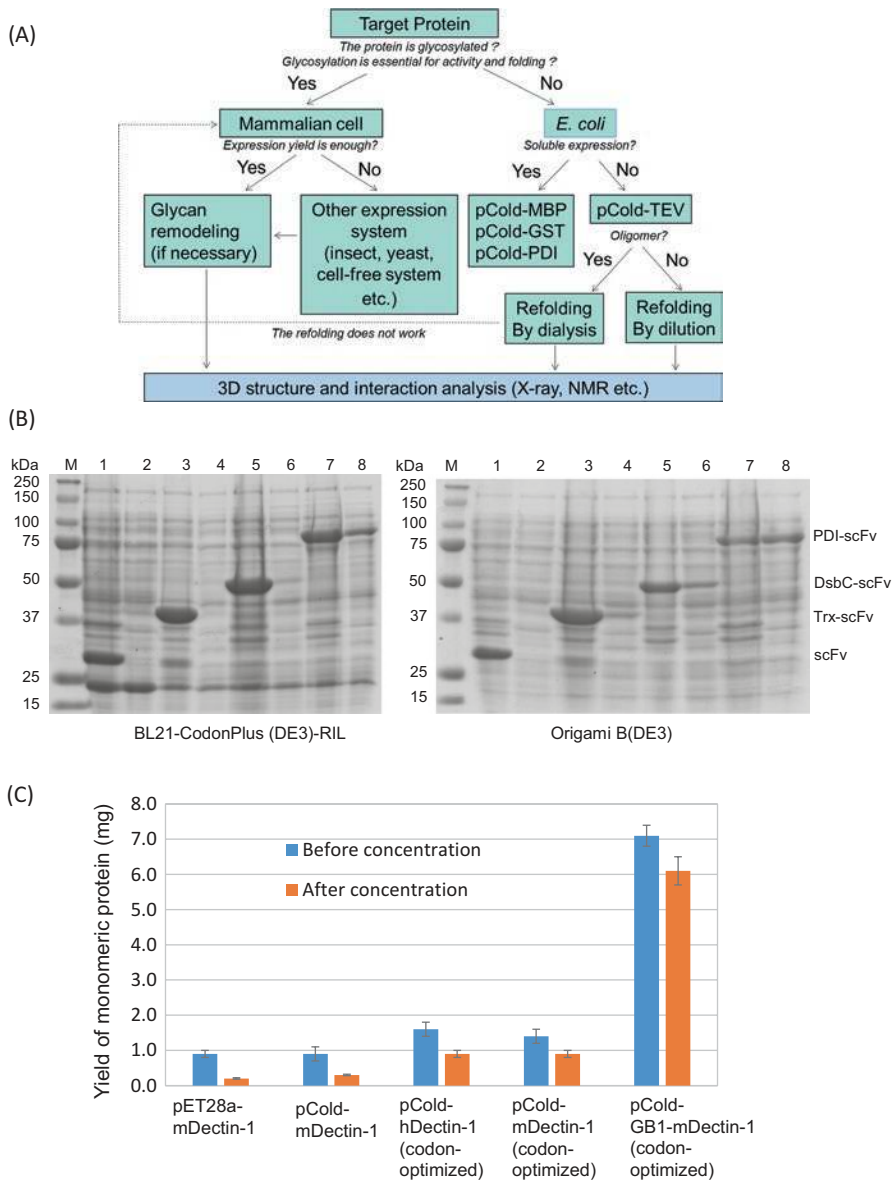 (A)
Target Protein
The protein is glycosylated ?
Glycosylation is essential for activity and folding ?
Yes
No
Mammalian cell
E. coli
Expression yield is enough?
Soluble expression?
Yes
No
Yes
No
Glycan
remodeling
(if necessary)
Other expression
system
(insect, yeast,
cell-free system
etc.)
pCold-MBP
pCold-GST
pCold-PDI
pCold-TEV
Oligomer?
Yes
No
Refolding
By dialysis
Refolding
By dilution
The refolding does not work
3D structure and interaction analysis (X-ray, NMR etc.)
(B)
kDa M 1 2 3 4 5 6 7 8
250
150
100
75
50
37
25
15
BL21-CodonPlus (DE3)-RIL
kDa M 1 2 3 4 5 6 7 8
250
150
100
75
50
37
25
15
PDI-scFv
DsbC-scFv
Trx-scFv
scFv
Origami B(DE3)
(C)
Yield of monomeric protein (mg)
8.0
7.0
6.0
5.0
4.0
3.0
2.0
1.0
0.0
Before concentration
After concentration
pET28a-
mDectin-1
pCold-
mDectin-1
pCold-
hDectin-1
(codon-
optimized)
pCold-
mDectin-1
(codon-
optimized)
pCold-
GB1-mDectin-1
(codon-
optimized)